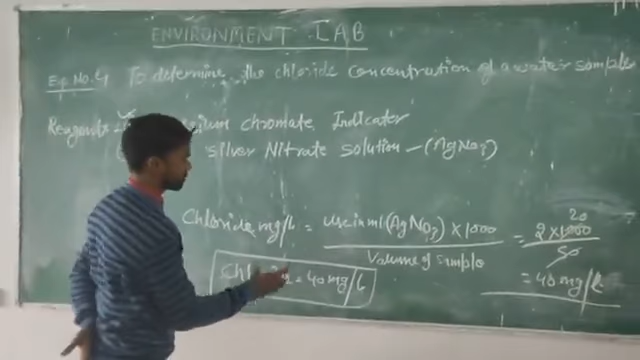 ENVIRONMENT LAB
Exp. No. 4 To determine the chloride concentration of a water sample
Reagents chromate Indicator
Silver Nitrate solution - (AgNO3)
Chloride mg/L = use in ml (AgNO3) × 1000 / Volume of sample = 2 × 1000 / 50 20
= 40 mg/L
= 40 mg/L